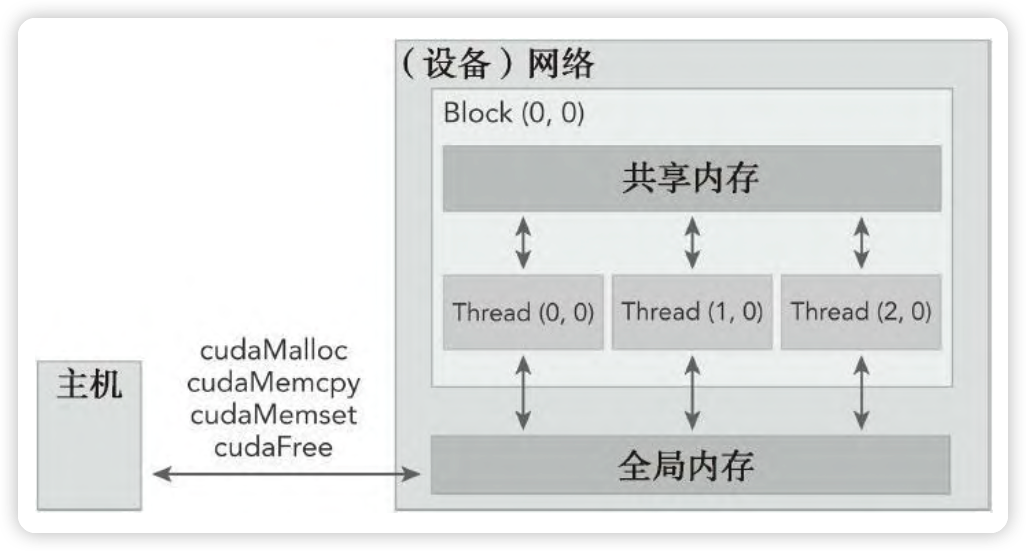 （设备）网络
Block (0, 0)
共享内存
Thread (0, 0)
Thread (1, 0)
Thread (2, 0)
cudaMalloc
cudaMemcpy
cudaMemset
cudaFree
主机
全局内存